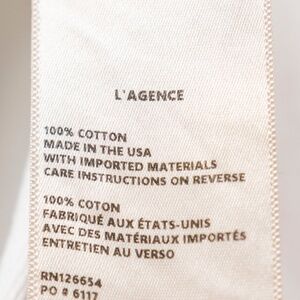 L'AGENCE
100% COTTON
MADE IN THE USA
WITH IMPORTED MATERIALS
CARE INSTRUCTIONS ON REVERSE
100% COTON
FABRIQUÉ AUX ÉTATS-UNIS
AVEC DES MATÉRIAUX IMPORTÉS
ENTRETIEN AU VERSO
RN126654
PO # 6117